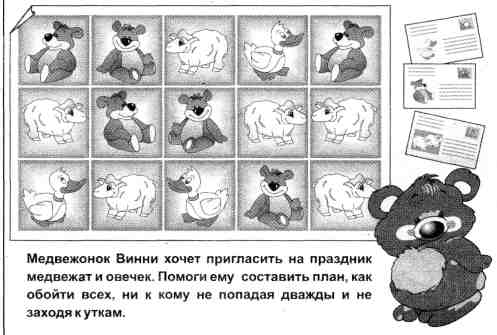 Медвежонок Винни хочет пригласить на праздник
медвежат и овечек. Помоги ему составить план, как
обойти всех, ни к кому не попадая дважды и не
заходя к уткам.